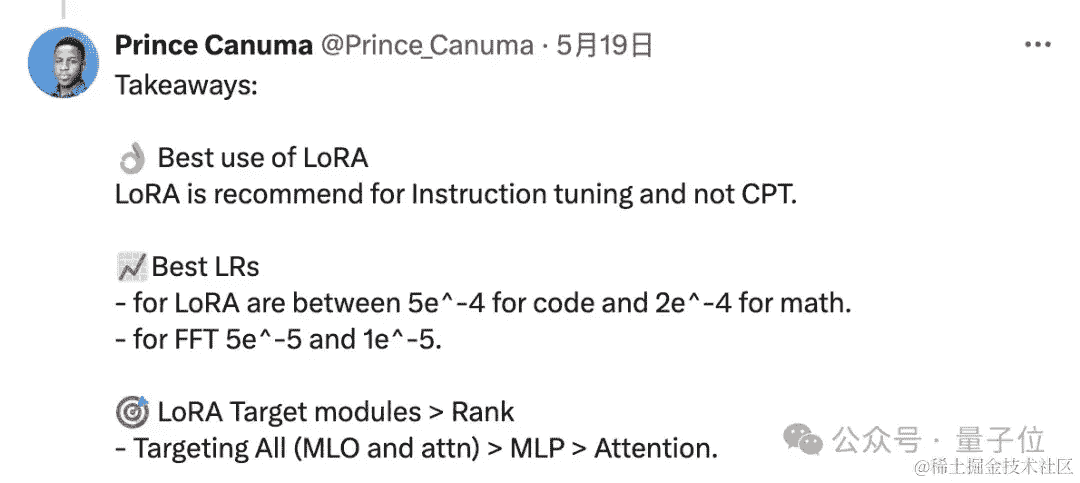 Prince Canuma @Prince_Canuma · 5月19日
Takeaways:
👌 Best use of LoRA
LoRA is recommend for Instruction tuning and not CPT.
📈Best LRs
- for LoRA are between 5e^-4 for code and 2e^-4 for math.
- for FFT 5e^-5 and 1e^-5.
🎯 LoRA Target modules > Rank
- Targeting All (MLO and attn) > MLP > Attention.
公众号 · 量子位
@稀土掘金技术社区